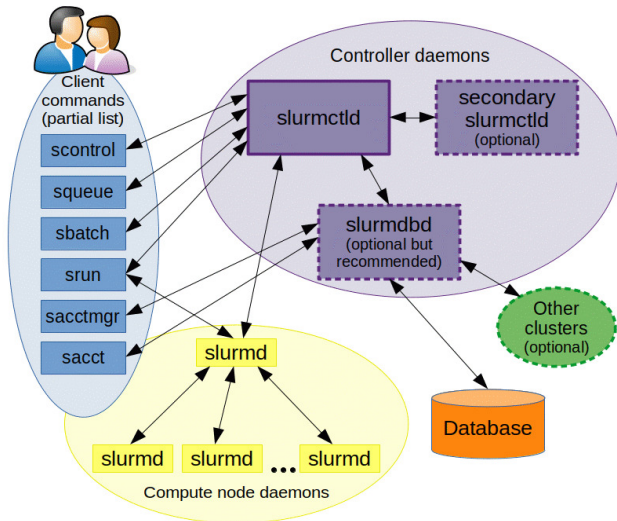 Client
commands
(partial list)
scontrol
squeue
sbatch
srun
sacctmgr
sacct
Controller daemons
slurmctld
secondary
slurmctld
(optional)
slurmdbd
(optional but
recommended)
Other
clusters
(optional)
Database
slurmd
slurmd slurmd ... slurmd
Compute node daemons